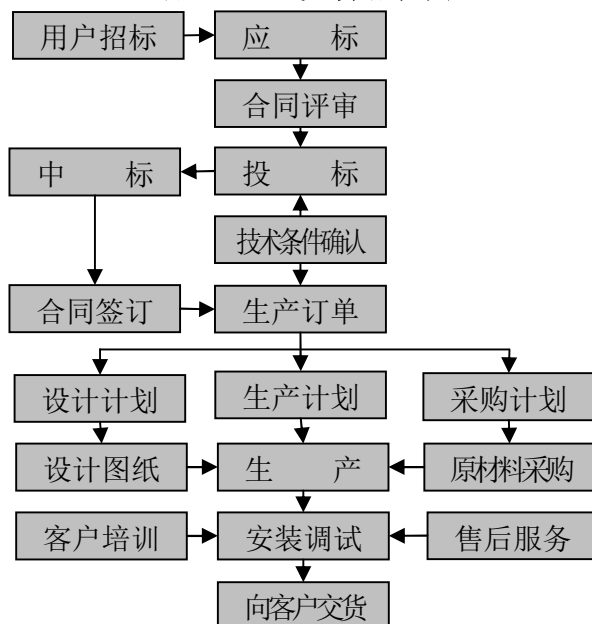 用户招标
应 标
合同评审
中 标
投 标
技术条件确认
合同签订
生产订单
设计计划
生产计划
采购计划
设计图纸
生 产
原材料采购
客户培训
安装调试
售后服务
向客户交货